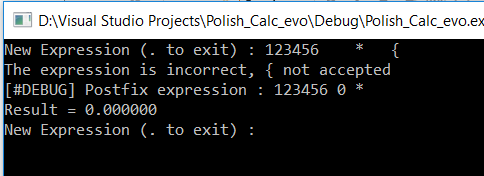 D:\Visual Studio Projects\Polish_Calc_evo\Debug\Polish_Calc_evo.ex
New Expression (. to exit) : 123456    *   {
The expression is incorrect, { not accepted
[#DEBUG] Postfix expression : 123456 0 *
Result = 0.000000
New Expression (. to exit) :